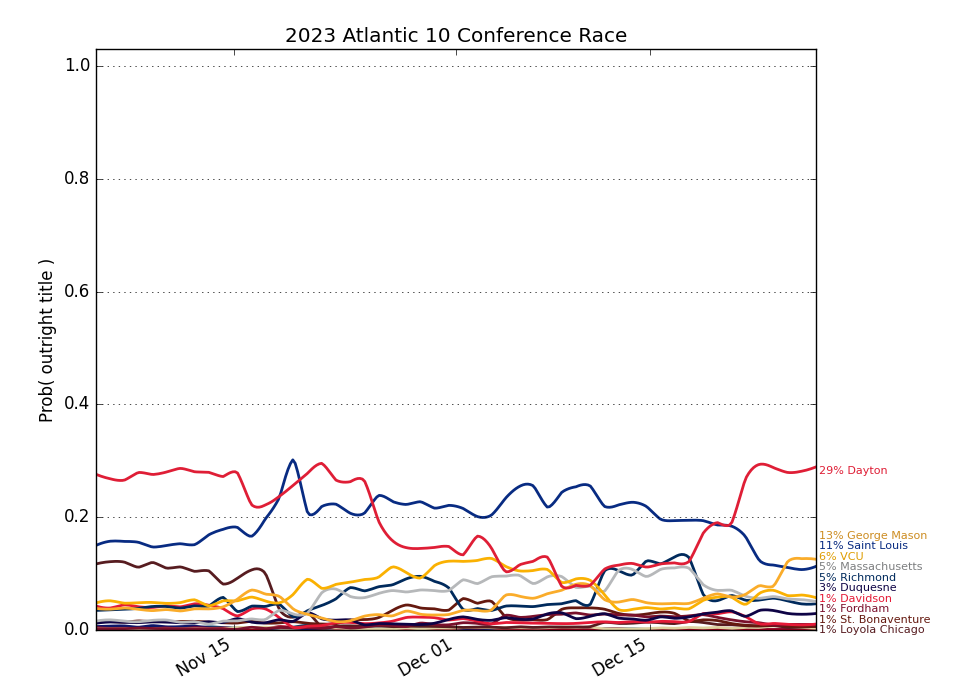 2023 Atlantic 10 Conference Race
Prob( outright title )
1.0
0.8
0.6
0.4
0.2
0.0
Nov 15
Dec 01
Dec 15
29% Dayton
13% George Mason
11% Saint Louis
6% VCU
5% Massachusetts
5% Richmond
3% Duquesne
1% Davidson
1% Fordham
1% St. Bonaventure
1% Loyola Chicago